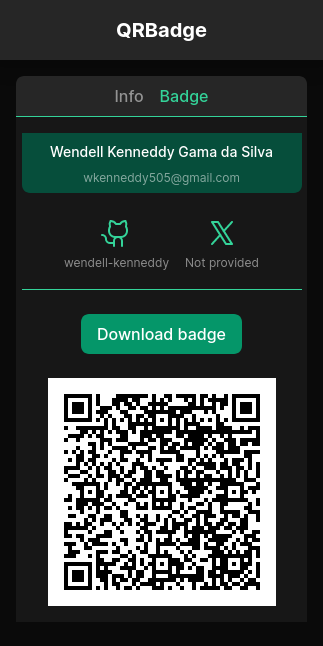 QRBadge
Info Badge
Wendell Kenneddy Gama da Silva
wkenneddy505@gmail.com
wendell-kenneddy Not provided
Download badge